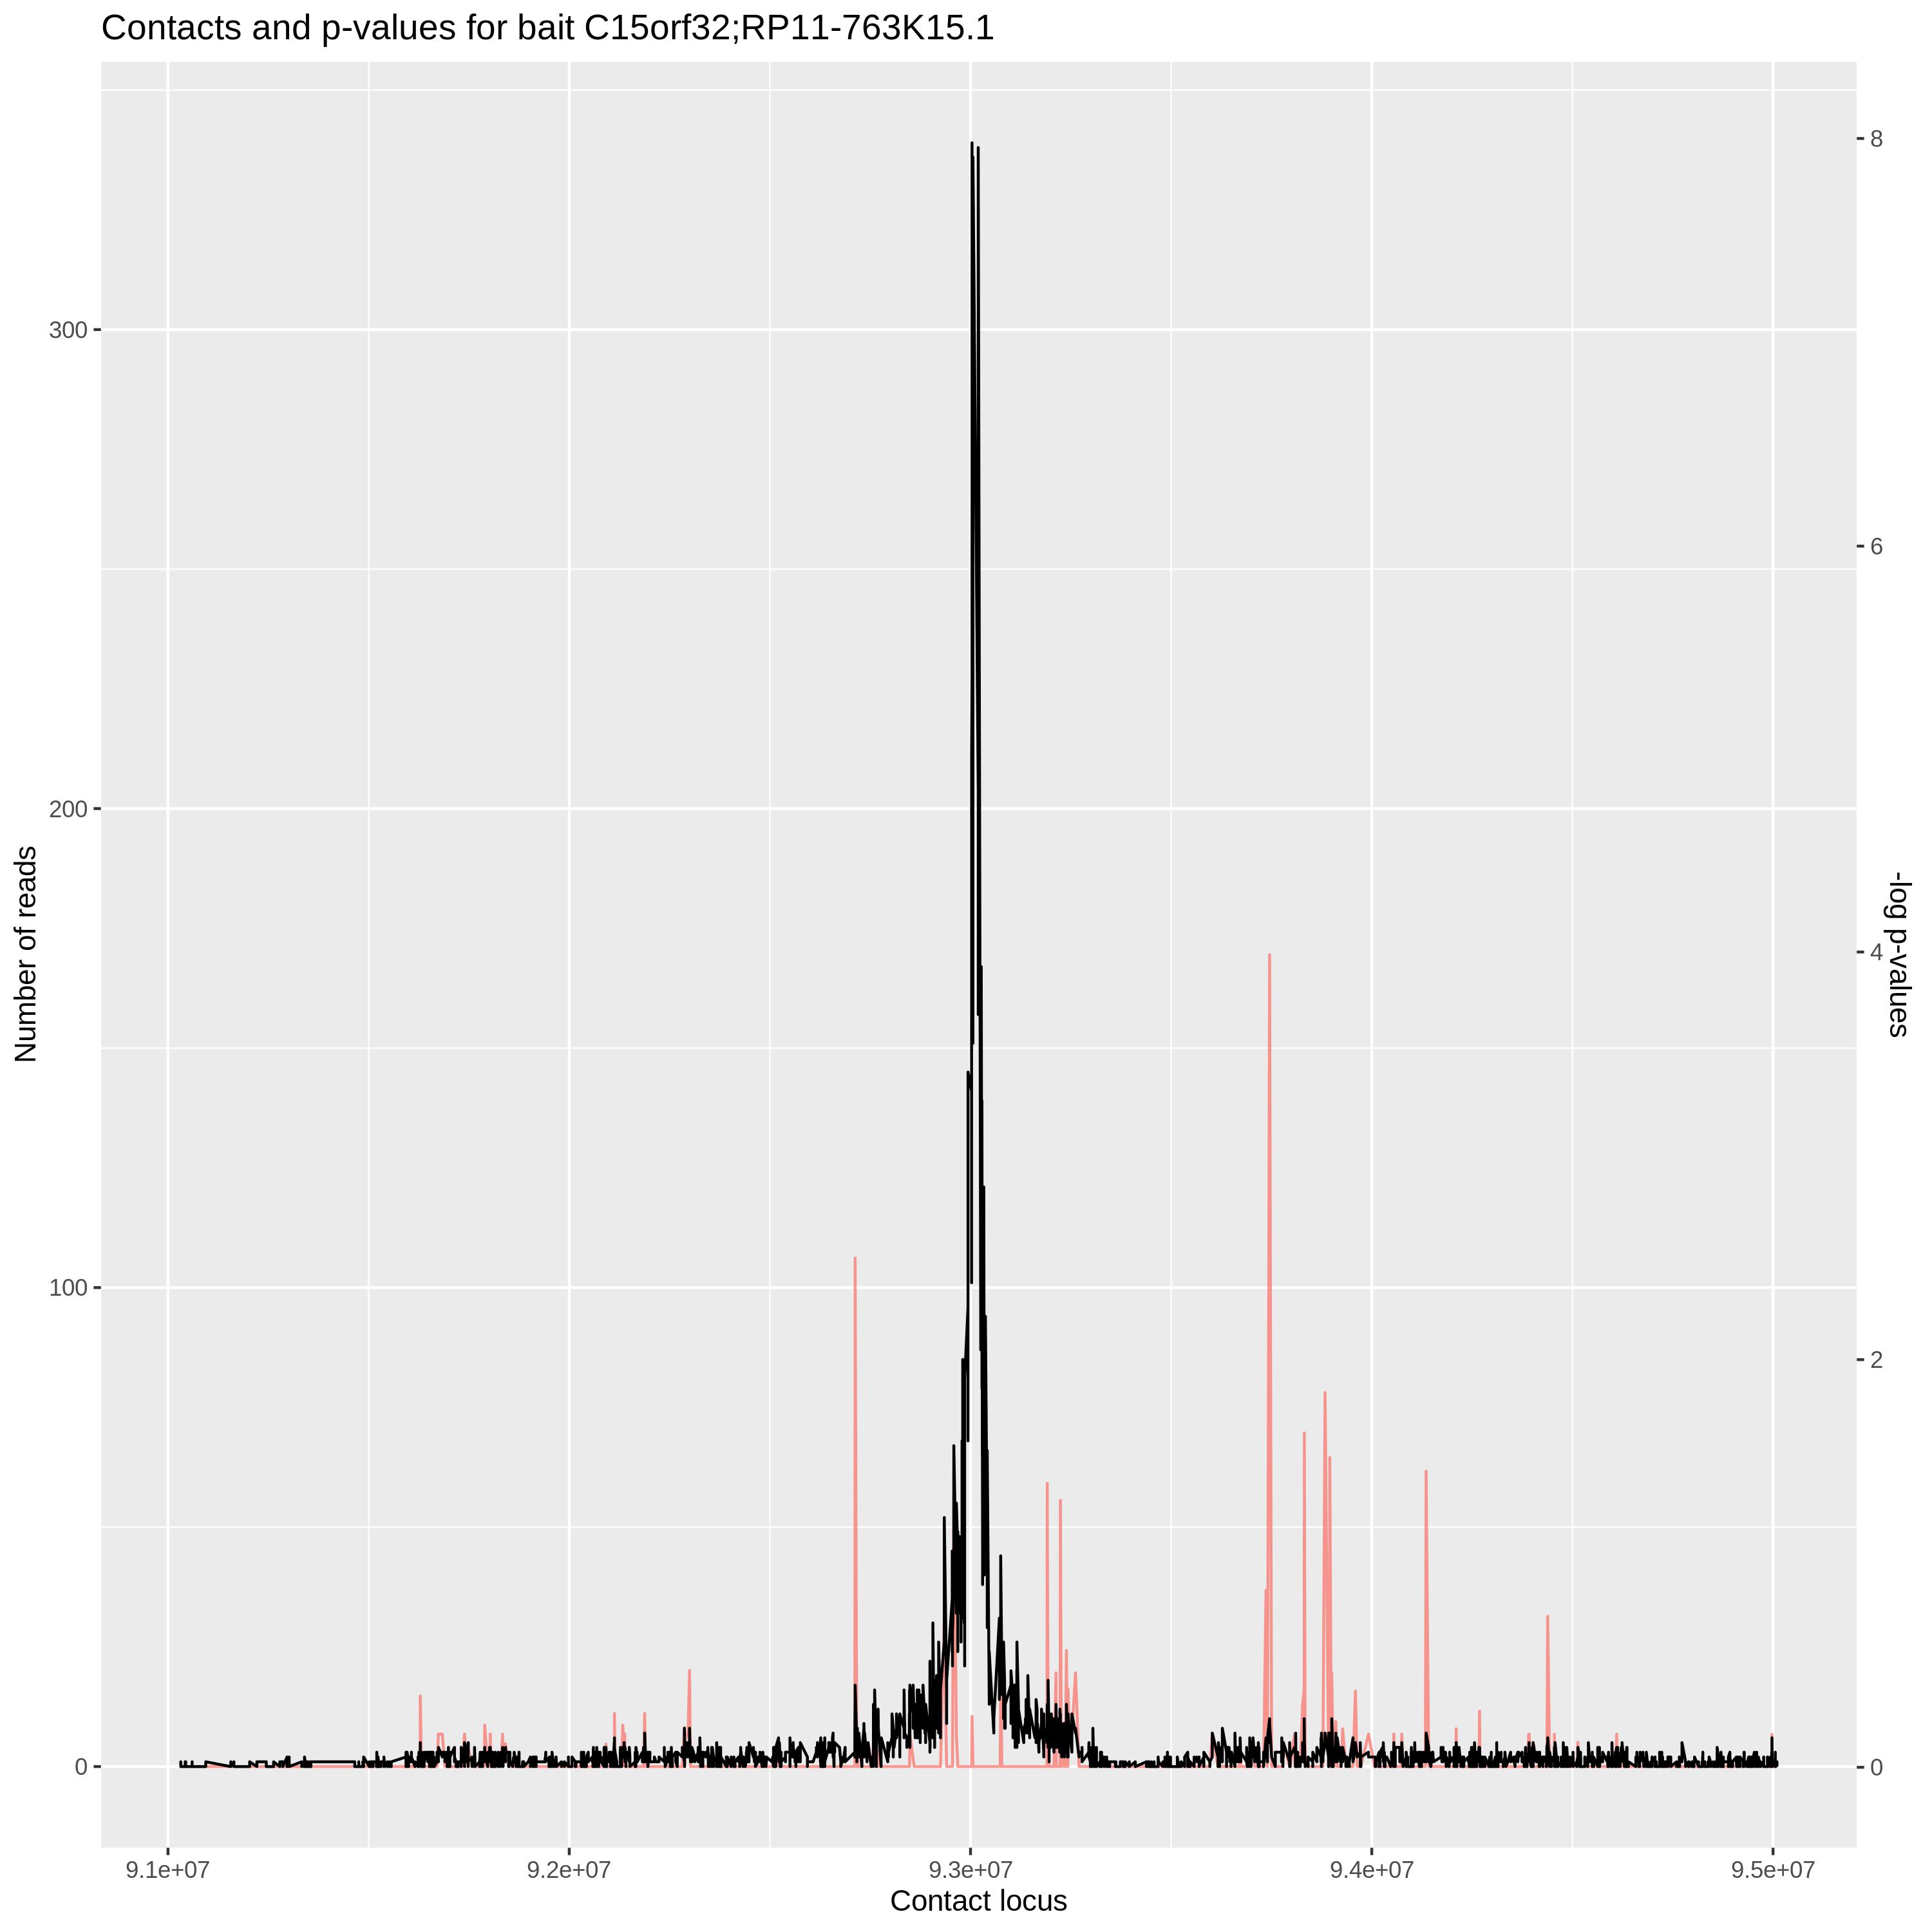 Contacts and p-values for bait C15orf32;RP11-763K15.1
Number of reads
300
200
100
0
8
6
4
2
0
-log p-values
9.1e+07
9.2e+07
9.3e+07
9.4e+07
9.5e+07
Contact locus